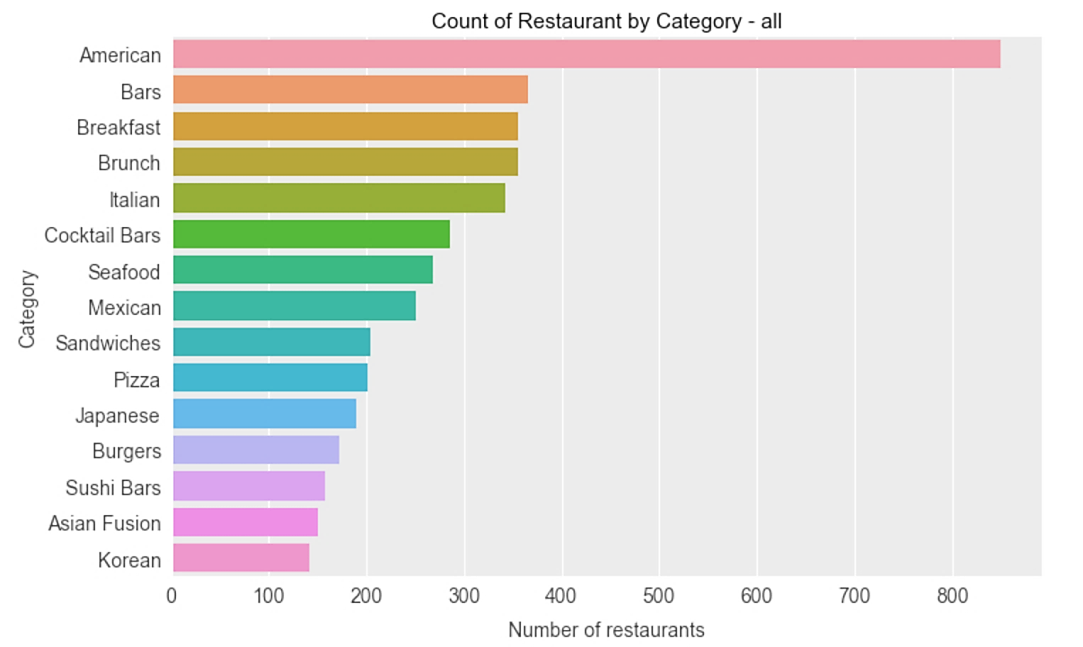 Count of Restaurant by Category - all
American
Bars
Breakfast
Brunch
Italian
Cocktail Bars
Seafood
Mexican
Sandwiches
Pizza
Japanese
Burgers
Sushi Bars
Asian Fusion
Korean
Category
0 100 200 300 400 500 600 700 800
Number of restaurants